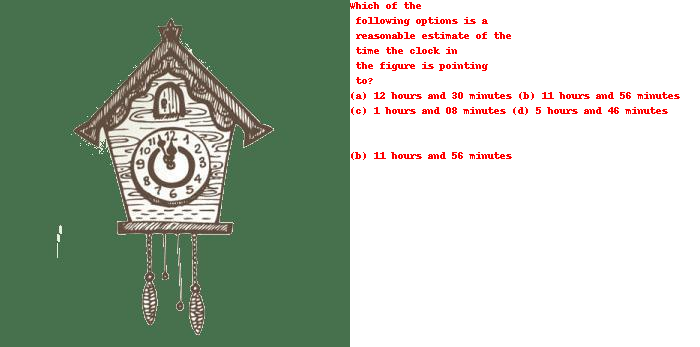 Which of the
following options is a
reasonable estimate of the
time the clock in
the figure is pointing
to?
(a) 12 hours and 30 minutes (b) 11 hours and 56 minutes
(c) 1 hours and 08 minutes (d) 5 hours and 46 minutes
(b) 11 hours and 56 minutes
12
1
2
3
4
5
6
7
8
9
10
11